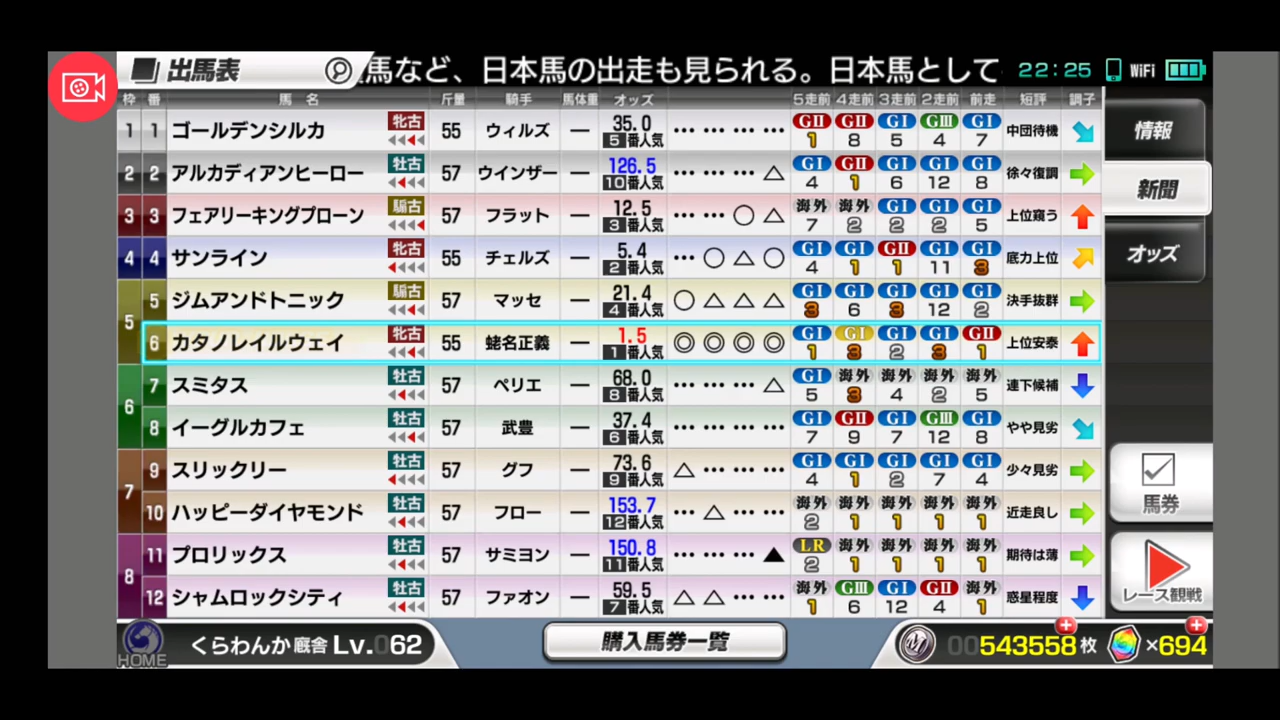 出馬表 馬など、日本馬の出走も見られる。日本馬として 22:25 WiFi
枠 番 馬 名 斤量 騎手 馬体重 オッズ 5走前 4走前 3走前 2走前 前走 短評 調子
1 1 ゴールデンシルカ 牝古 55 ウィルズ ― 35.0 5番人気 … … … … GII 1 GII 8 GI 5 GIII 4 GI 7 中団待機
2 2 アルカディアンヒーロー 牡古 57 ウインザー ― 126.5 10番人気 … … … △ GI 4 GII 1 GI 6 GI 12 GI 8 徐々復調
3 3 フェアリーキングプローン 騸古 57 フラット ― 12.5 3番人気 … … ○ △ 海外 7 海外 2 GI 2 GI 2 GI 5 上位窺う
4 4 サンライン 牝古 55 チェルズ ― 5.4 2番人気 … ○ △ ○ GI 4 GI 1 GII 1 GI 11 GI 3 底力上位
5 5 ジムアンドトニック 騸古 57 マッセ ― 21.4 4番人気 ○ △ △ △ GI 3 GI 6 GI 3 GI 12 GI 2 決手抜群
6 カタノレイルウェイ 牝古 55 蛯名正義 ― 1.5 1番人気 ◎ ◎ ◎ ◎ GI 1 GI 3 GI 2 GI 3 GII 1 上位安泰
6 7 スミタス 牡古 57 ペリエ ― 68.0 8番人気 … … … △ GI 5 海外 3 海外 4 海外 2 海外 5 連下候補
8 イーグルカフェ 牡古 57 武豊 ― 37.4 6番人気 … … … … GI 7 GII 9 GI 7 GIII 12 GI 8 やや見劣
7 9 スリックリー 牡古 57 グフ ― 73.6 9番人気 △ … … … GI 4 GI 1 GI 2 GI 7 GI 4 少々見劣
10 ハッピーダイヤモンド 牡古 57 フロー ― 153.7 12番人気 … △ … … 海外 2 海外 1 海外 1 海外 1 海外 1 近走良し
8 11 プロリックス 牡古 57 サミヨン ― 150.8 11番人気 … … … ▲ LR 2 海外 1 海外 1 海外 1 海外 1 期待は薄
12 シャムロックシティ 牡古 57 ファオン ― 59.5 7番人気 △ △ … … 海外 1 GIII 6 GI 12 GII 4 海外 1 惑星程度
情報
新聞
オッズ
馬券
レース観戦
HOME くらわんか厩舎 Lv.062 購入馬券一覧 M 00543558枚 ×694